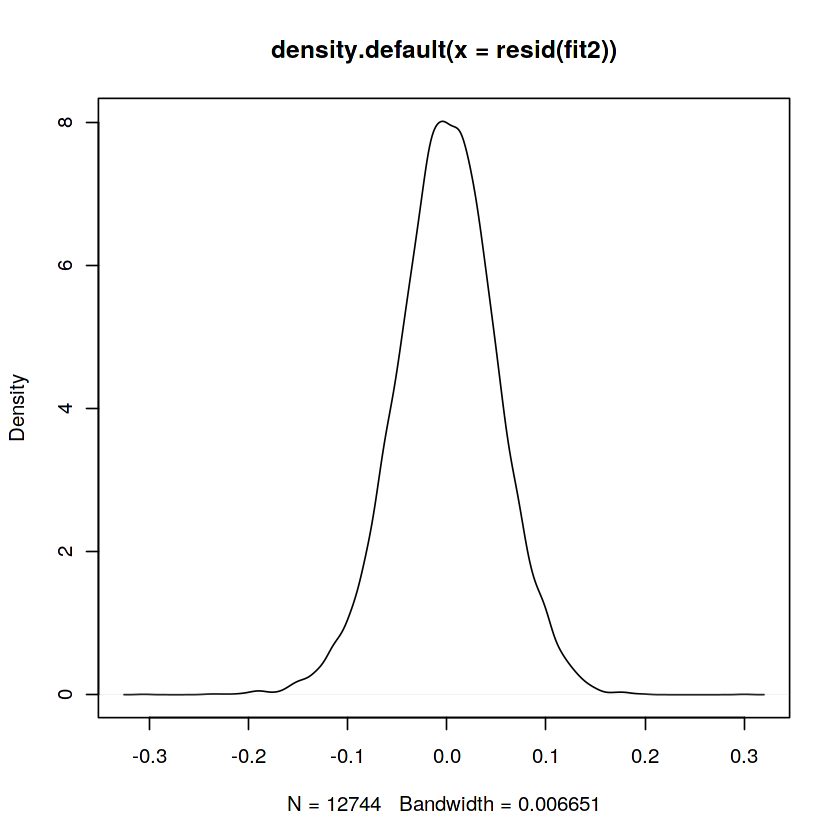 density.default(x = resid(fit2))
Density
8
6
4
2
0
-0.3 -0.2 -0.1 0.0 0.1 0.2 0.3
N = 12744 Bandwidth = 0.006651